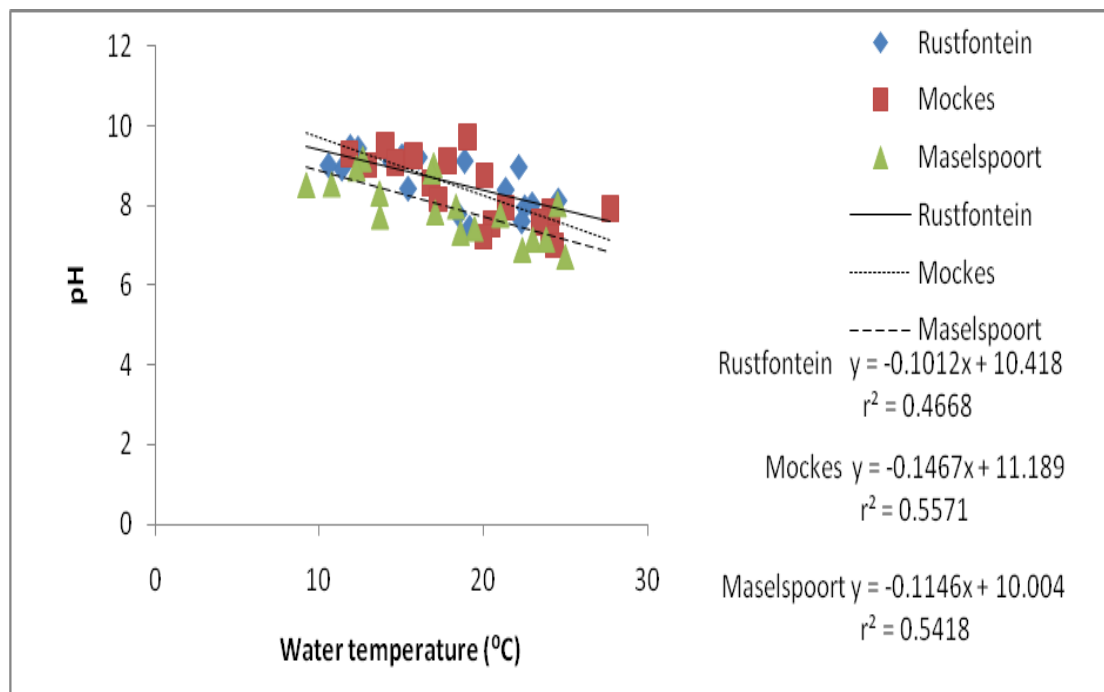 12
10
8
6
4
2
0
pH
0
10
20
30
Water temperature (⁰C)
Rustfontein
Mockes
Maselspoort
Rustfontein
Mockes
Maselspoort
Rustfontein y = -0.1012x + 10.418
r² = 0.4668
Mockes y = -0.1467x + 11.189
r² = 0.5571
Maselspoort y = -0.1146x + 10.004
r² = 0.5418